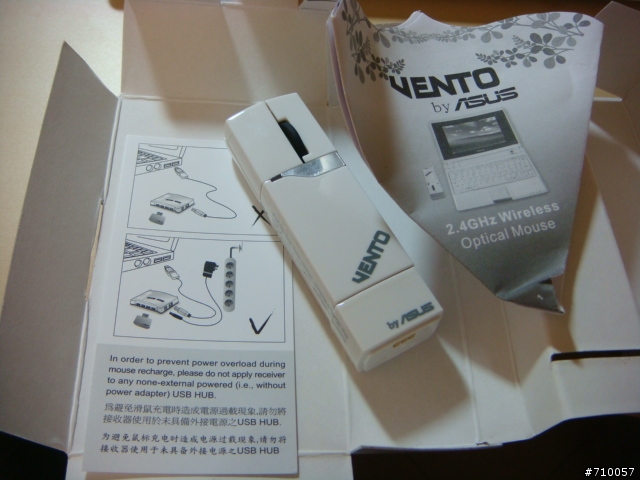 VENTO
by ASUS
2.4GHz Wireless
Optical Mouse
VENTO
by ASUS
In order to prevent power overload during
mouse recharge, please do not apply receiver
to any none-external powered (i.e., without
power adapter) USB HUB.
為避免滑鼠充電時造成電源過載現象,請勿將
接收器使用於未具備外接電源之USB HUB.
为避免鼠标充电时造成电源过载现象,请勿将
接收器使用于未具备外接电源之USB HUB
#710057